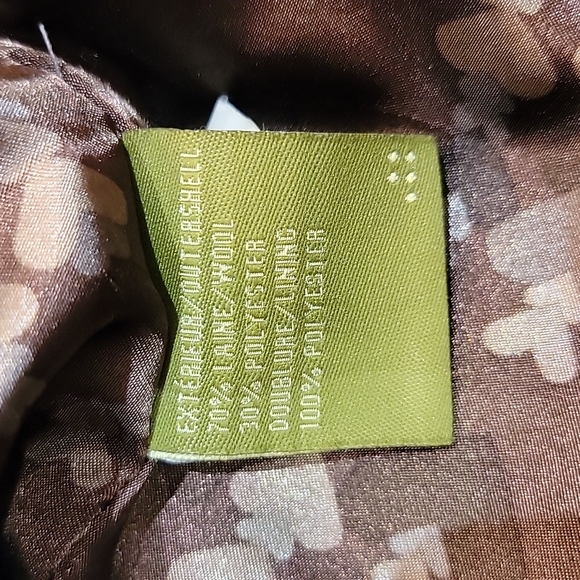 EXTÉRIEUR/OUTERSHELL
70% LAINE/WOOL
30% POLYESTER
DOUBLURE/LINING
100% POLYESTER